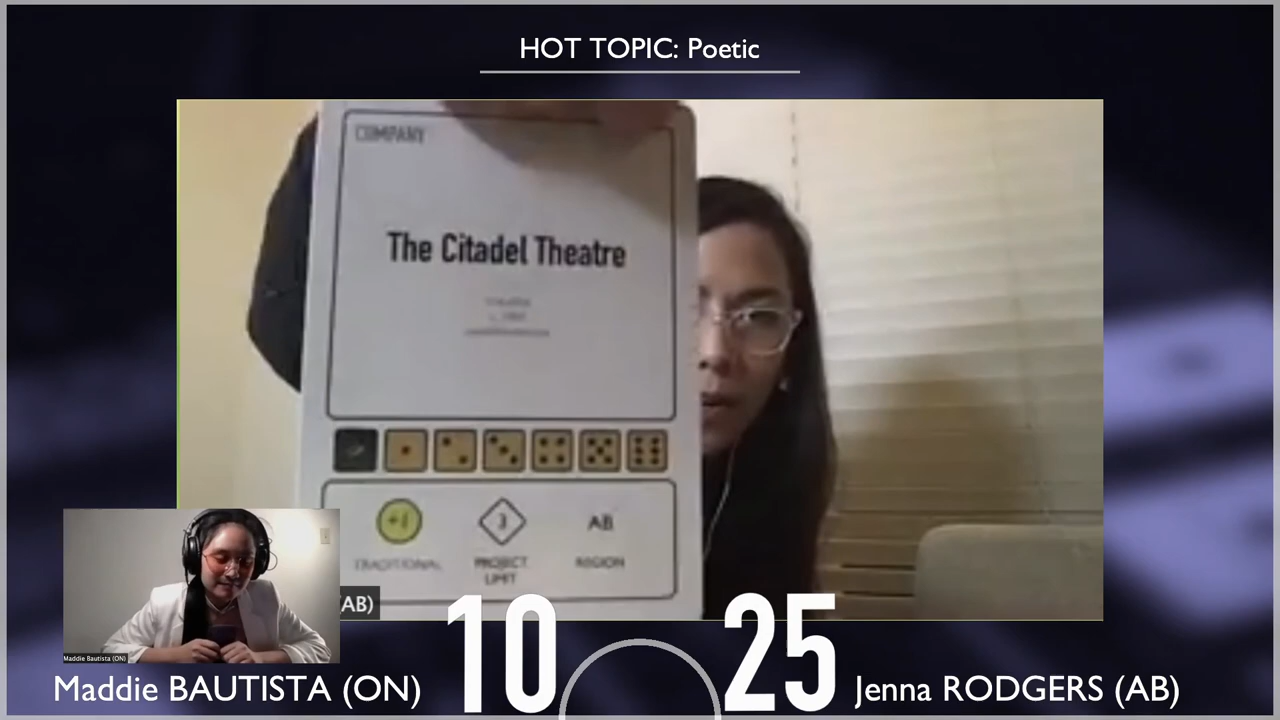 HOT TOPIC: Poetic
COMPANY
The Citadel Theatre
+1
3
AB
TRADITIONAL
PROJECT
LIMIT
REGION
(AB)
Maddie Bautista (ON)
10
25
Maddie BAUTISTA (ON)
Jenna RODGERS (AB)